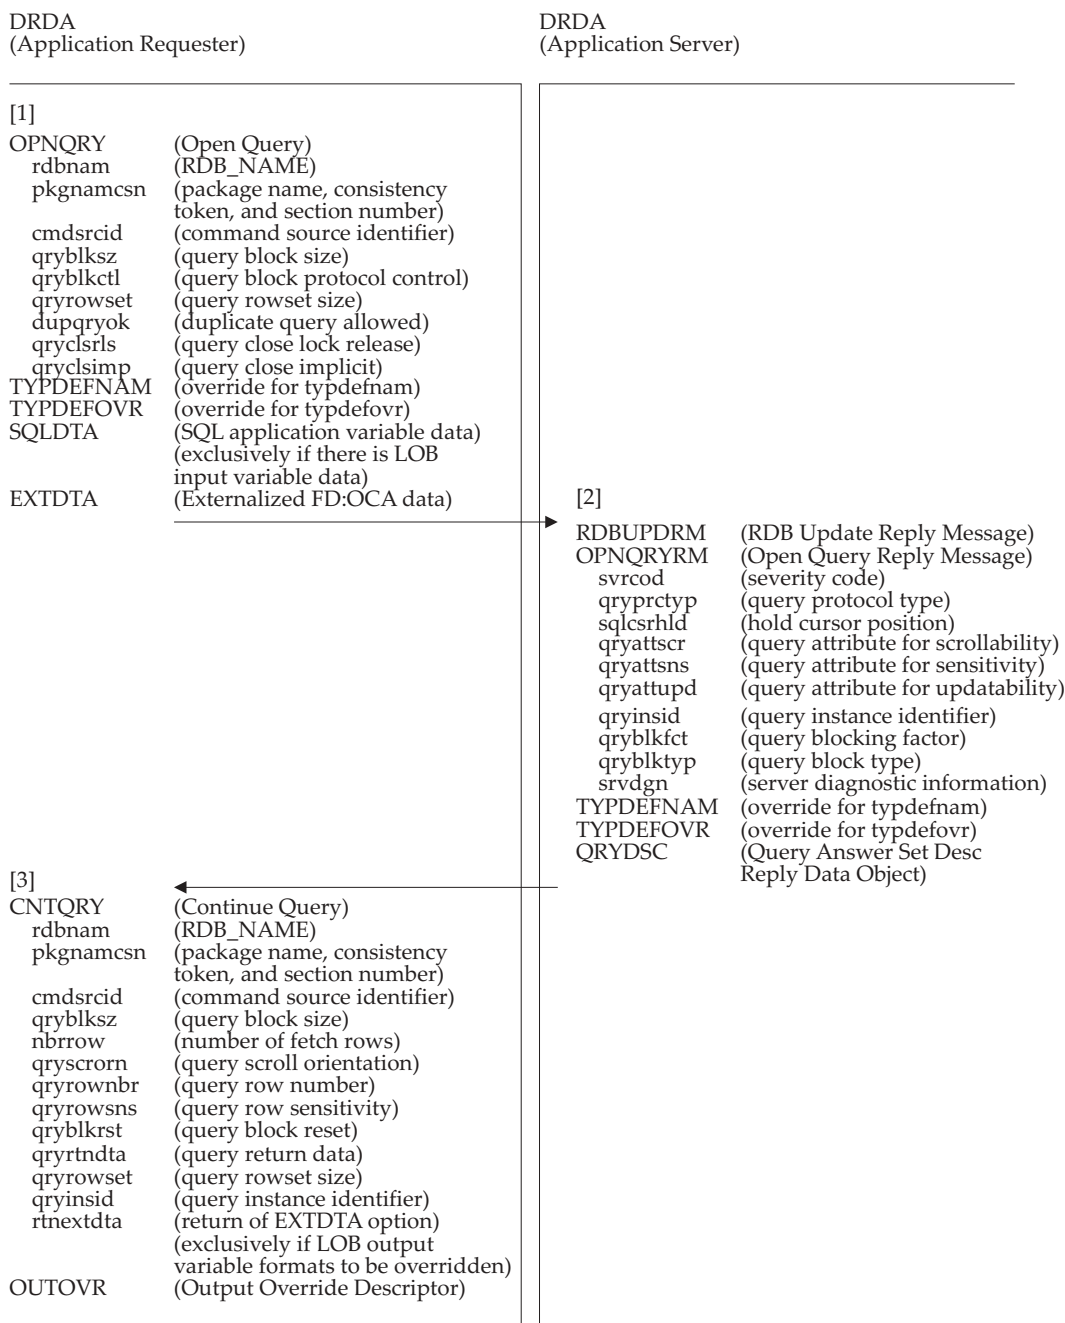 DRDA
(Application Requester)
DRDA
(Application Server)
[1]
OPNQRY (Open Query)
rdbnam (RDB_NAME)
pkgnamcsn (package name, consistency
token, and section number)
cmdsrcid (command source identifier)
qryblksz (query block size)
qryblkctl (query block protocol control)
qryrowset (query rowset size)
dupqryok (duplicate query allowed)
qryclsrls (query close lock release)
qryclsimp (query close implicit)
TYPDEFNAM (override for typdefnam)
TYPDEFOVR (override for typdefovr)
SQLDTA (SQL application variable data)
(exclusively if there is LOB
input variable data)
EXTDTA (Externalized FD:OCA data)
[2]
RDBUPDRM (RDB Update Reply Message)
OPNQRYRM (Open Query Reply Message)
svrcod (severity code)
qryprctyp (query protocol type)
sqlcsrhld (hold cursor position)
qryattscr (query attribute for scrollability)
qryattsns (query attribute for sensitivity)
qryattupd (query attribute for updatability)
qryinsid (query instance identifier)
qryblkfct (query blocking factor)
qryblktyp (query block type)
srvdgn (server diagnostic information)
TYPDEFNAM (override for typdefnam)
TYPDEFOVR (override for typdefovr)
QRYDSC (Query Answer Set Desc
Reply Data Object)
[3]
CNTQRY (Continue Query)
rdbnam (RDB_NAME)
pkgnamcsn (package name, consistency
token, and section number)
cmdsrcid (command source identifier)
qryblksz (query block size)
nbrrow (number of fetch rows)
qryscrorn (query scroll orientation)
qryrownbr (query row number)
qryrowsns (query row sensitivity)
qryblkrst (query block reset)
qryrtndta (query return data)
qryrowset (query rowset size)
qryinsid (query instance identifier)
rtnextdta (return of EXTDTA option)
(exclusively if LOB output
variable formats to be overridden)
OUTOVR (Output Override Descriptor)